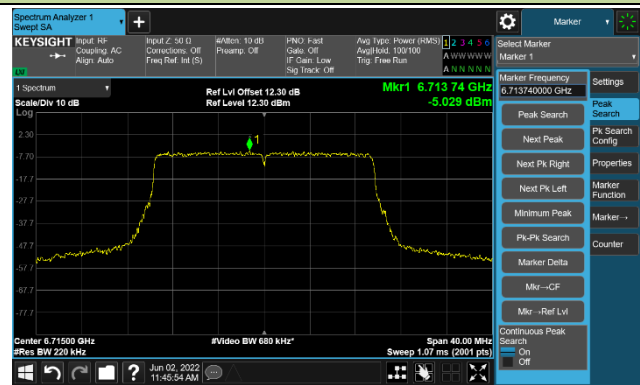 Spectrum Analyzer 1
Swept SA
Marker
KEYSIGHT
Input: RF
Coupling: AC
Align: Auto
Input Z: 50 Ω
Corrections: Off
Freq Ref: Int (S)
#Atten: 10 dB
Preamp: Off
PNO: Fast
Gate: Off
IF Gain: Low
Sig Track: Off
Avg Type: Power (RMS)
Avg|Hold: 100/100
Trig: Free Run
1 2 3 4 5 6
A W W W W W
A N N N N N
Select Marker
Marker 1
1 Spectrum
Scale/Div 10 dB
Log
Ref Lvl Offset 12.30 dB
Ref Level 12.30 dBm
Mkr1 6.713 74 GHz
-5.029 dBm
1
2.30
-7.70
-17.7
-27.7
-37.7
-47.7
-57.7
-67.7
-77.7
Center 6.71500 GHz
#Res BW 220 kHz
#Video BW 680 kHz*
Span 40.00 MHz
Sweep 1.07 ms (2001 pts)
Jun 02, 2022
11:45:54 AM
Marker Frequency
6.713740000 GHz
Peak Search
Next Peak
Next Pk Right
Next Pk Left
Minimum Peak
Pk-Pk Search
Marker Delta
Mkr→CF
Mkr→Ref Lvl
Continuous Peak
Search
On
Off
Settings
Peak
Search
Pk Search
Config
Properties
Marker
Function
Marker→
Counter